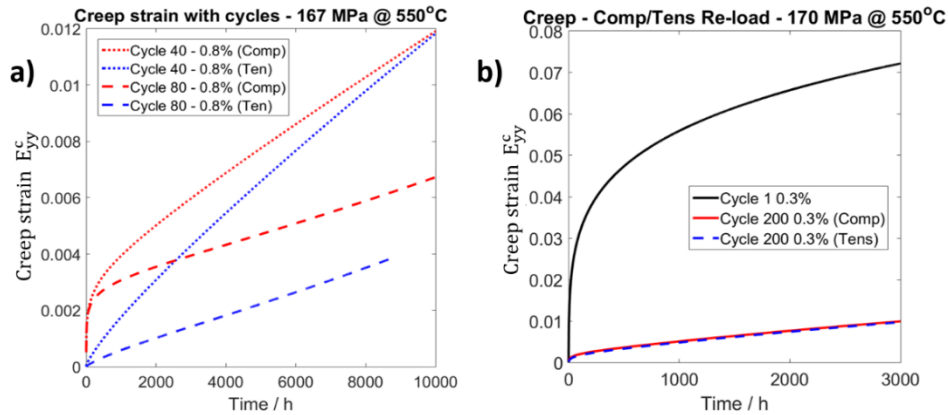 Creep strain with cycles - 167 MPa @ 550°C
a)
Creep strain E^c_yy
0.012
0.01
0.008
0.006
0.004
0.002
0
Cycle 40 - 0.8% (Comp)
Cycle 40 - 0.8% (Ten)
Cycle 80 - 0.8% (Comp)
Cycle 80 - 0.8% (Ten)
0 2000 4000 6000 8000 10000
Time / h
Creep - Comp/Tens Re-load - 170 MPa @ 550°C
b)
Creep strain E^c_yy
0.08
0.07
0.06
0.05
0.04
0.03
0.02
0.01
0
Cycle 1 0.3%
Cycle 200 0.3% (Comp)
Cycle 200 0.3% (Tens)
0 1000 2000 3000
Time / h